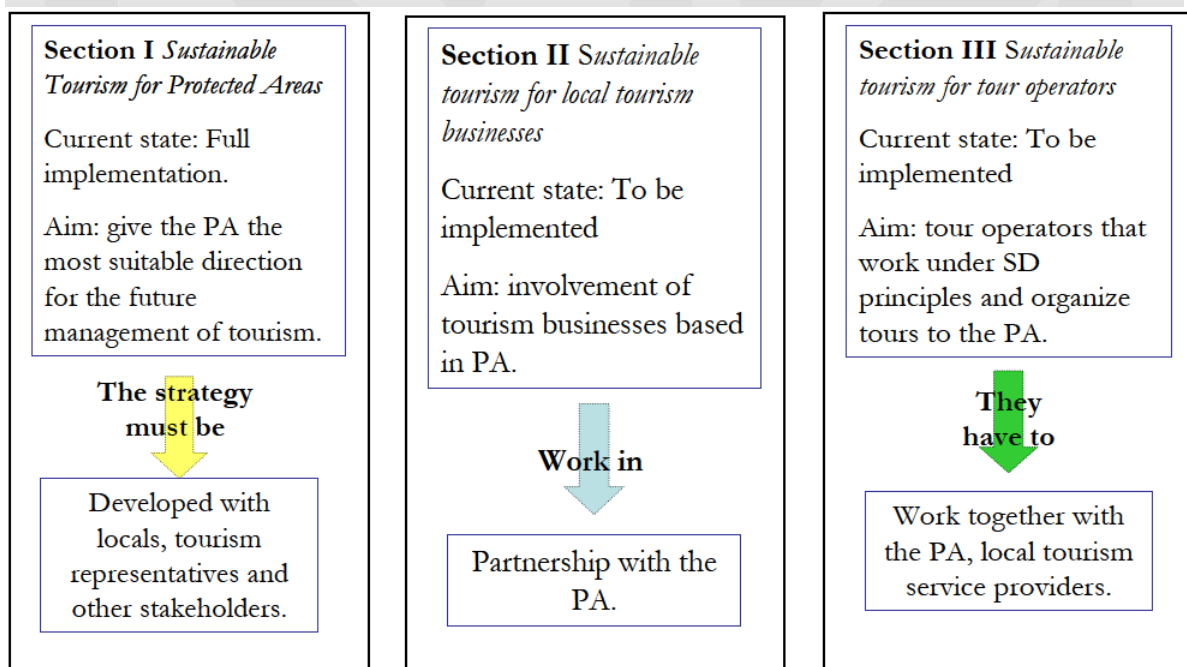 Section I Sustainable
Tourism for Protected Areas
Current state: Full
implementation.
Aim: give the PA the
most suitable direction
for the future
management of tourism.
The strategy
must be
Developed with
locals, tourism
representatives and
other stakeholders.
Section II Sustainable
tourism for local tourism
businesses
Current state: To be
implemented
Aim: involvement of
tourism businesses based
in PA.
Work in
Partnership with the
PA.
Section III Sustainable
tourism for tour operators
Current state: To be
implemented
Aim: tour operators that
work under SD
principles and organize
tours to the PA.
They
have to
Work together with
the PA, local tourism
service providers.